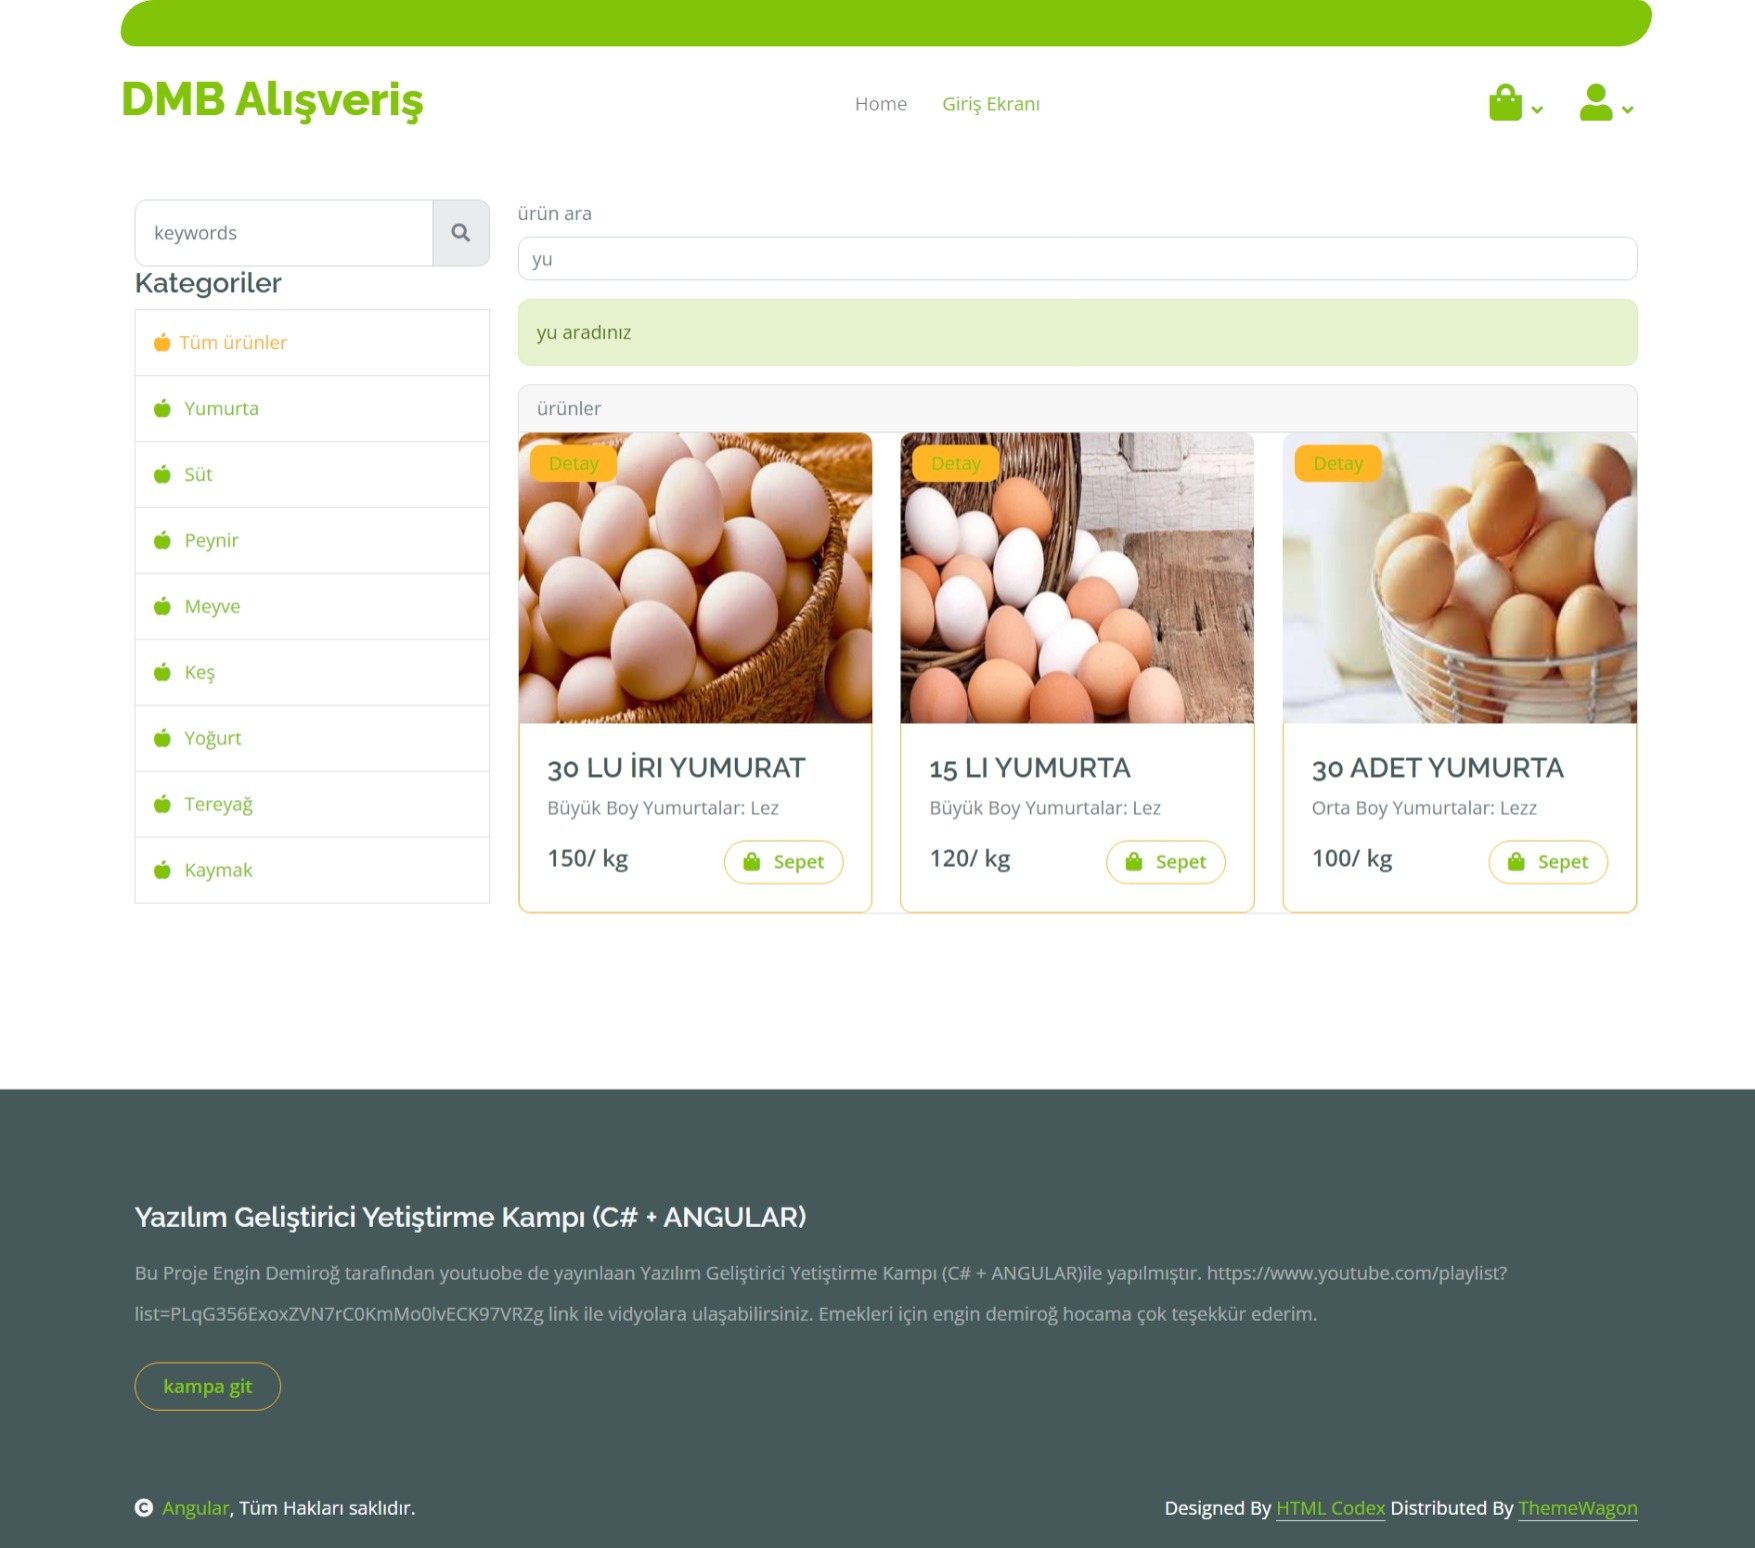 DMB Alışveriş
Home
Giriş Ekranı
keywords
Kategoriler
Tüm ürünler
Yumurta
Süt
Peynir
Meyve
Keş
Yoğurt
Tereyağ
Kaymak
ürün ara
yu
yu aradınız
ürünler
Detay
30 LU İRI YUMURAT
Büyük Boy Yumurtalar: Lez
150/ kg
Sepet
Detay
15 LI YUMURTA
Büyük Boy Yumurtalar: Lez
120/ kg
Sepet
Detay
30 ADET YUMURTA
Orta Boy Yumurtalar: Lezz
100/ kg
Sepet
Yazılım Geliştirici Yetiştirme Kampı (C# + ANGULAR)
Bu Proje Engin Demiroğ tarafından youtuobe de yayınlaan Yazılım Geliştirici Yetiştirme Kampı (C# + ANGULAR)ile yapılmıştır. https://www.youtube.com/playlist?
list=PLqG356ExoxZVN7rC0KmMo0lvECK97VRZg link ile vidyolara ulaşabilirsiniz. Emekleri için engin demiroğ hocama çok teşekkür ederim.
kampa git
Angular, Tüm Hakları saklıdır.
Designed By HTML Codex Distributed By ThemeWagon